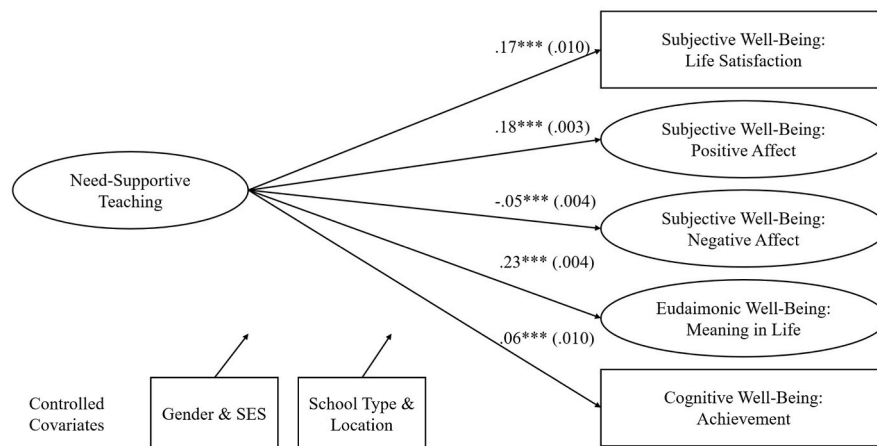 .17*** (.010)
Subjective Well-Being:
Life Satisfaction
.18*** (.003)
Subjective Well-Being:
Positive Affect
Need-Supportive
Teaching
-.05*** (.004)
Subjective Well-Being:
Negative Affect
.23*** (.004)
Eudaimonic Well-Being:
Meaning in Life
.06*** (.010)
Cognitive Well-Being:
Achievement
Controlled
Covariates
Gender & SES
School Type &
Location